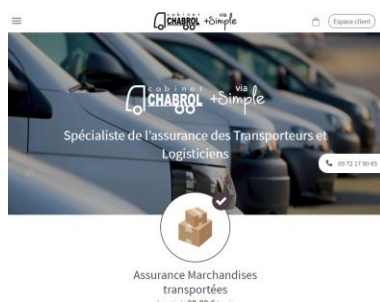 cabinet CHABROL +Simple via
Espace client
cabinet CHABROL +Simple via
Spécialiste de l'assurance des Transporteurs et
Logisticiens
09 72 17 90 65
Assurance Marchandises
transportées